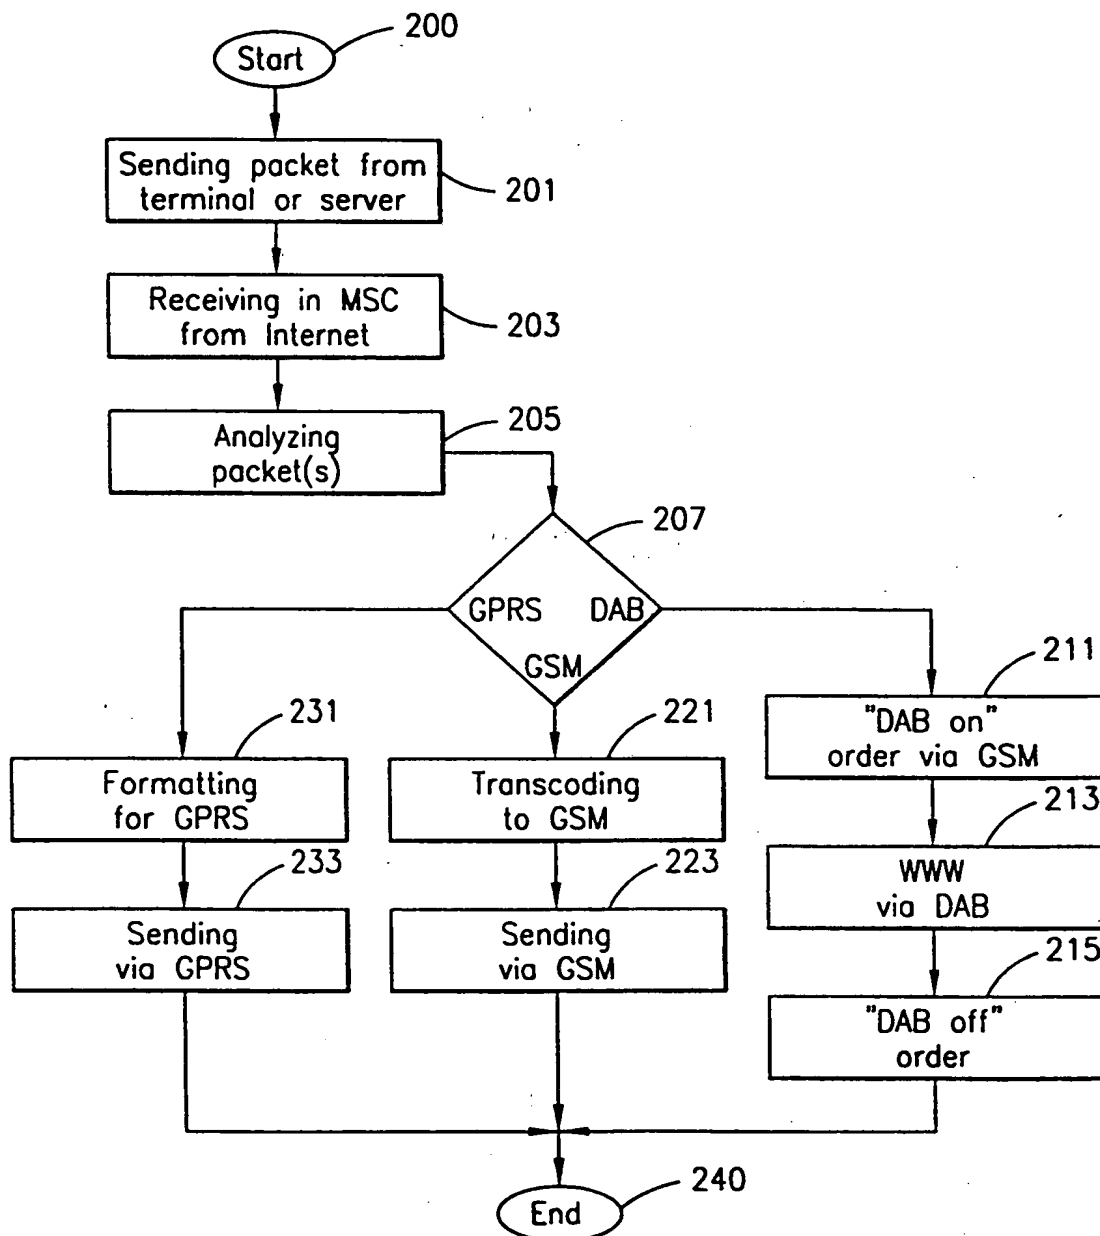 200
Start
Sending packet from
terminal or server
201
Receiving in MSC
from Internet
203
205
Analyzing
packet(s)
207
GPRS DAB
GSM
211
"DAB on"
order via GSM
231
Formatting
for GPRS
221
Transcoding
to GSM
213
WWW
via DAB
233
Sending
via GPRS
223
Sending
via GSM
215
"DAB off"
order
240
End